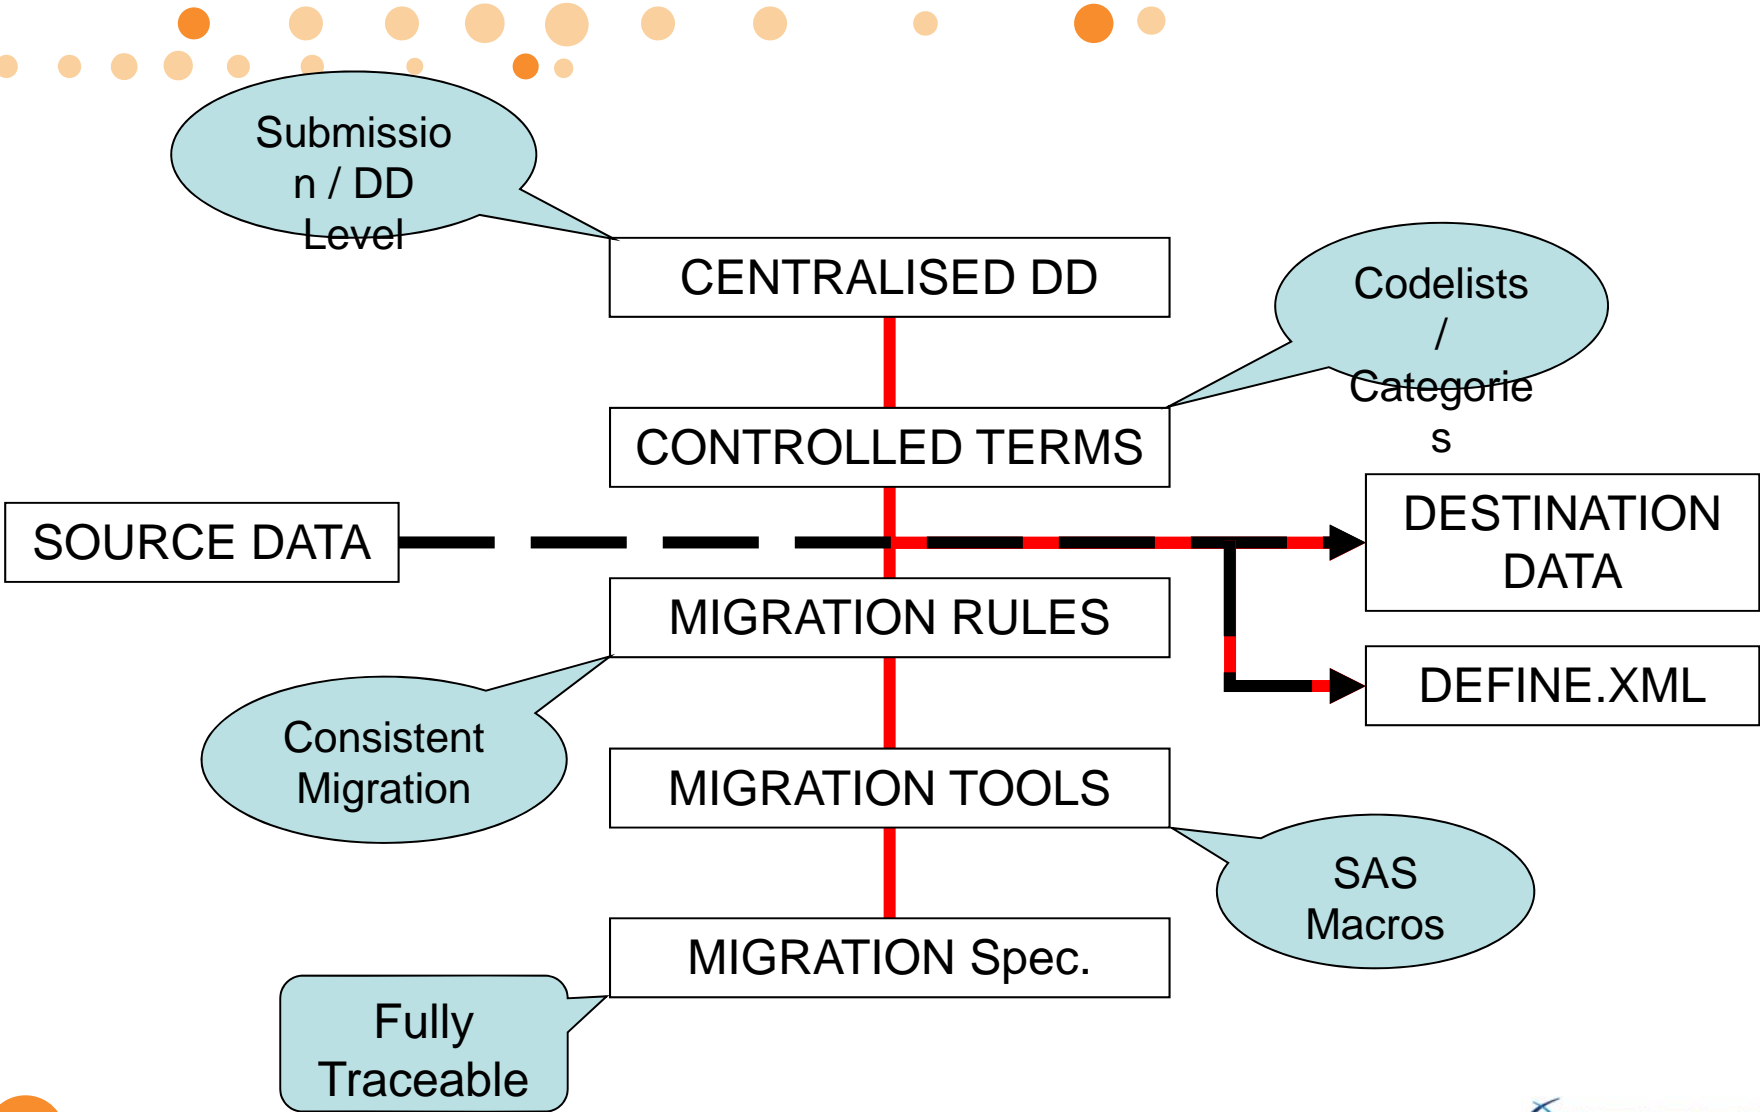 Submissio
n / DD
Level
CENTRALISED DD
Codelists
/
Categorie
s
CONTROLLED TERMS
SOURCE DATA
DESTINATION
DATA
MIGRATION RULES
DEFINE.XML
Consistent
Migration
MIGRATION TOOLS
SAS
Macros
MIGRATION Spec.
Fully
Traceable